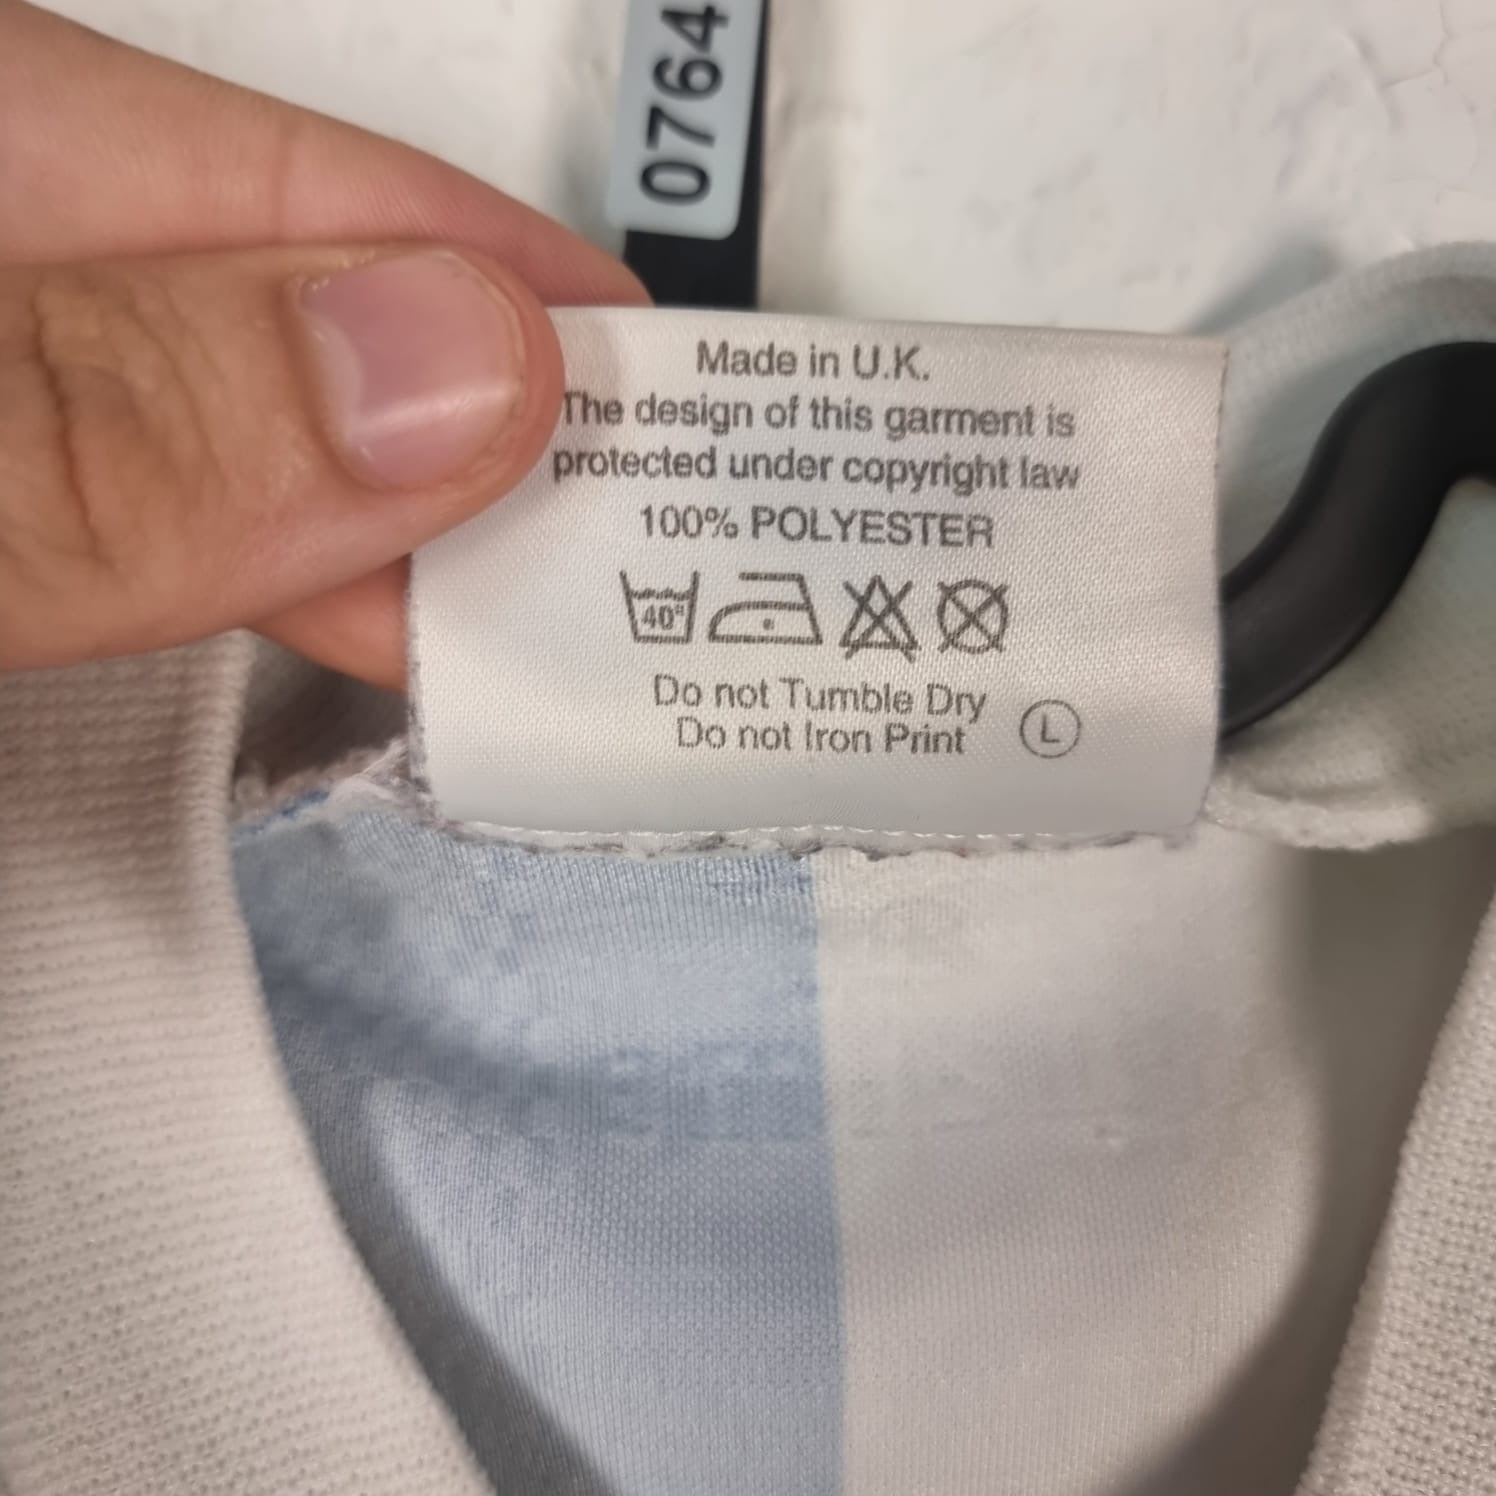 0764
Made in U.K.
The design of this garment is
protected under copyright law
100% POLYESTER
40°
Do not Tumble Dry
Do not Iron Print
L